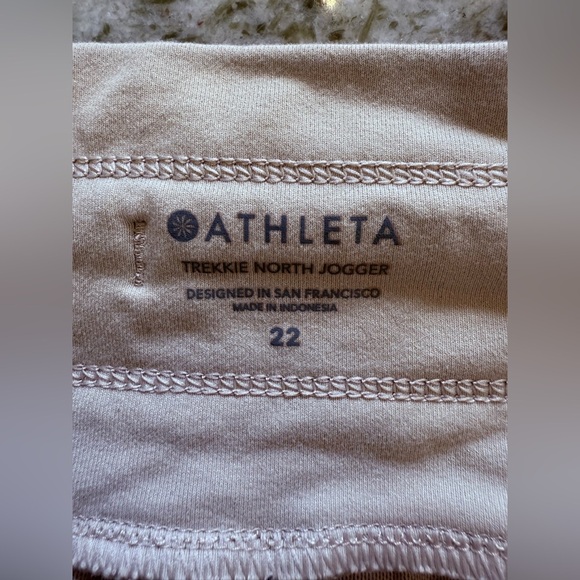 ATHLETA
TREKKIE NORTH JOGGER
DESIGNED IN SAN FRANCISCO
MADE IN INDONESIA
22